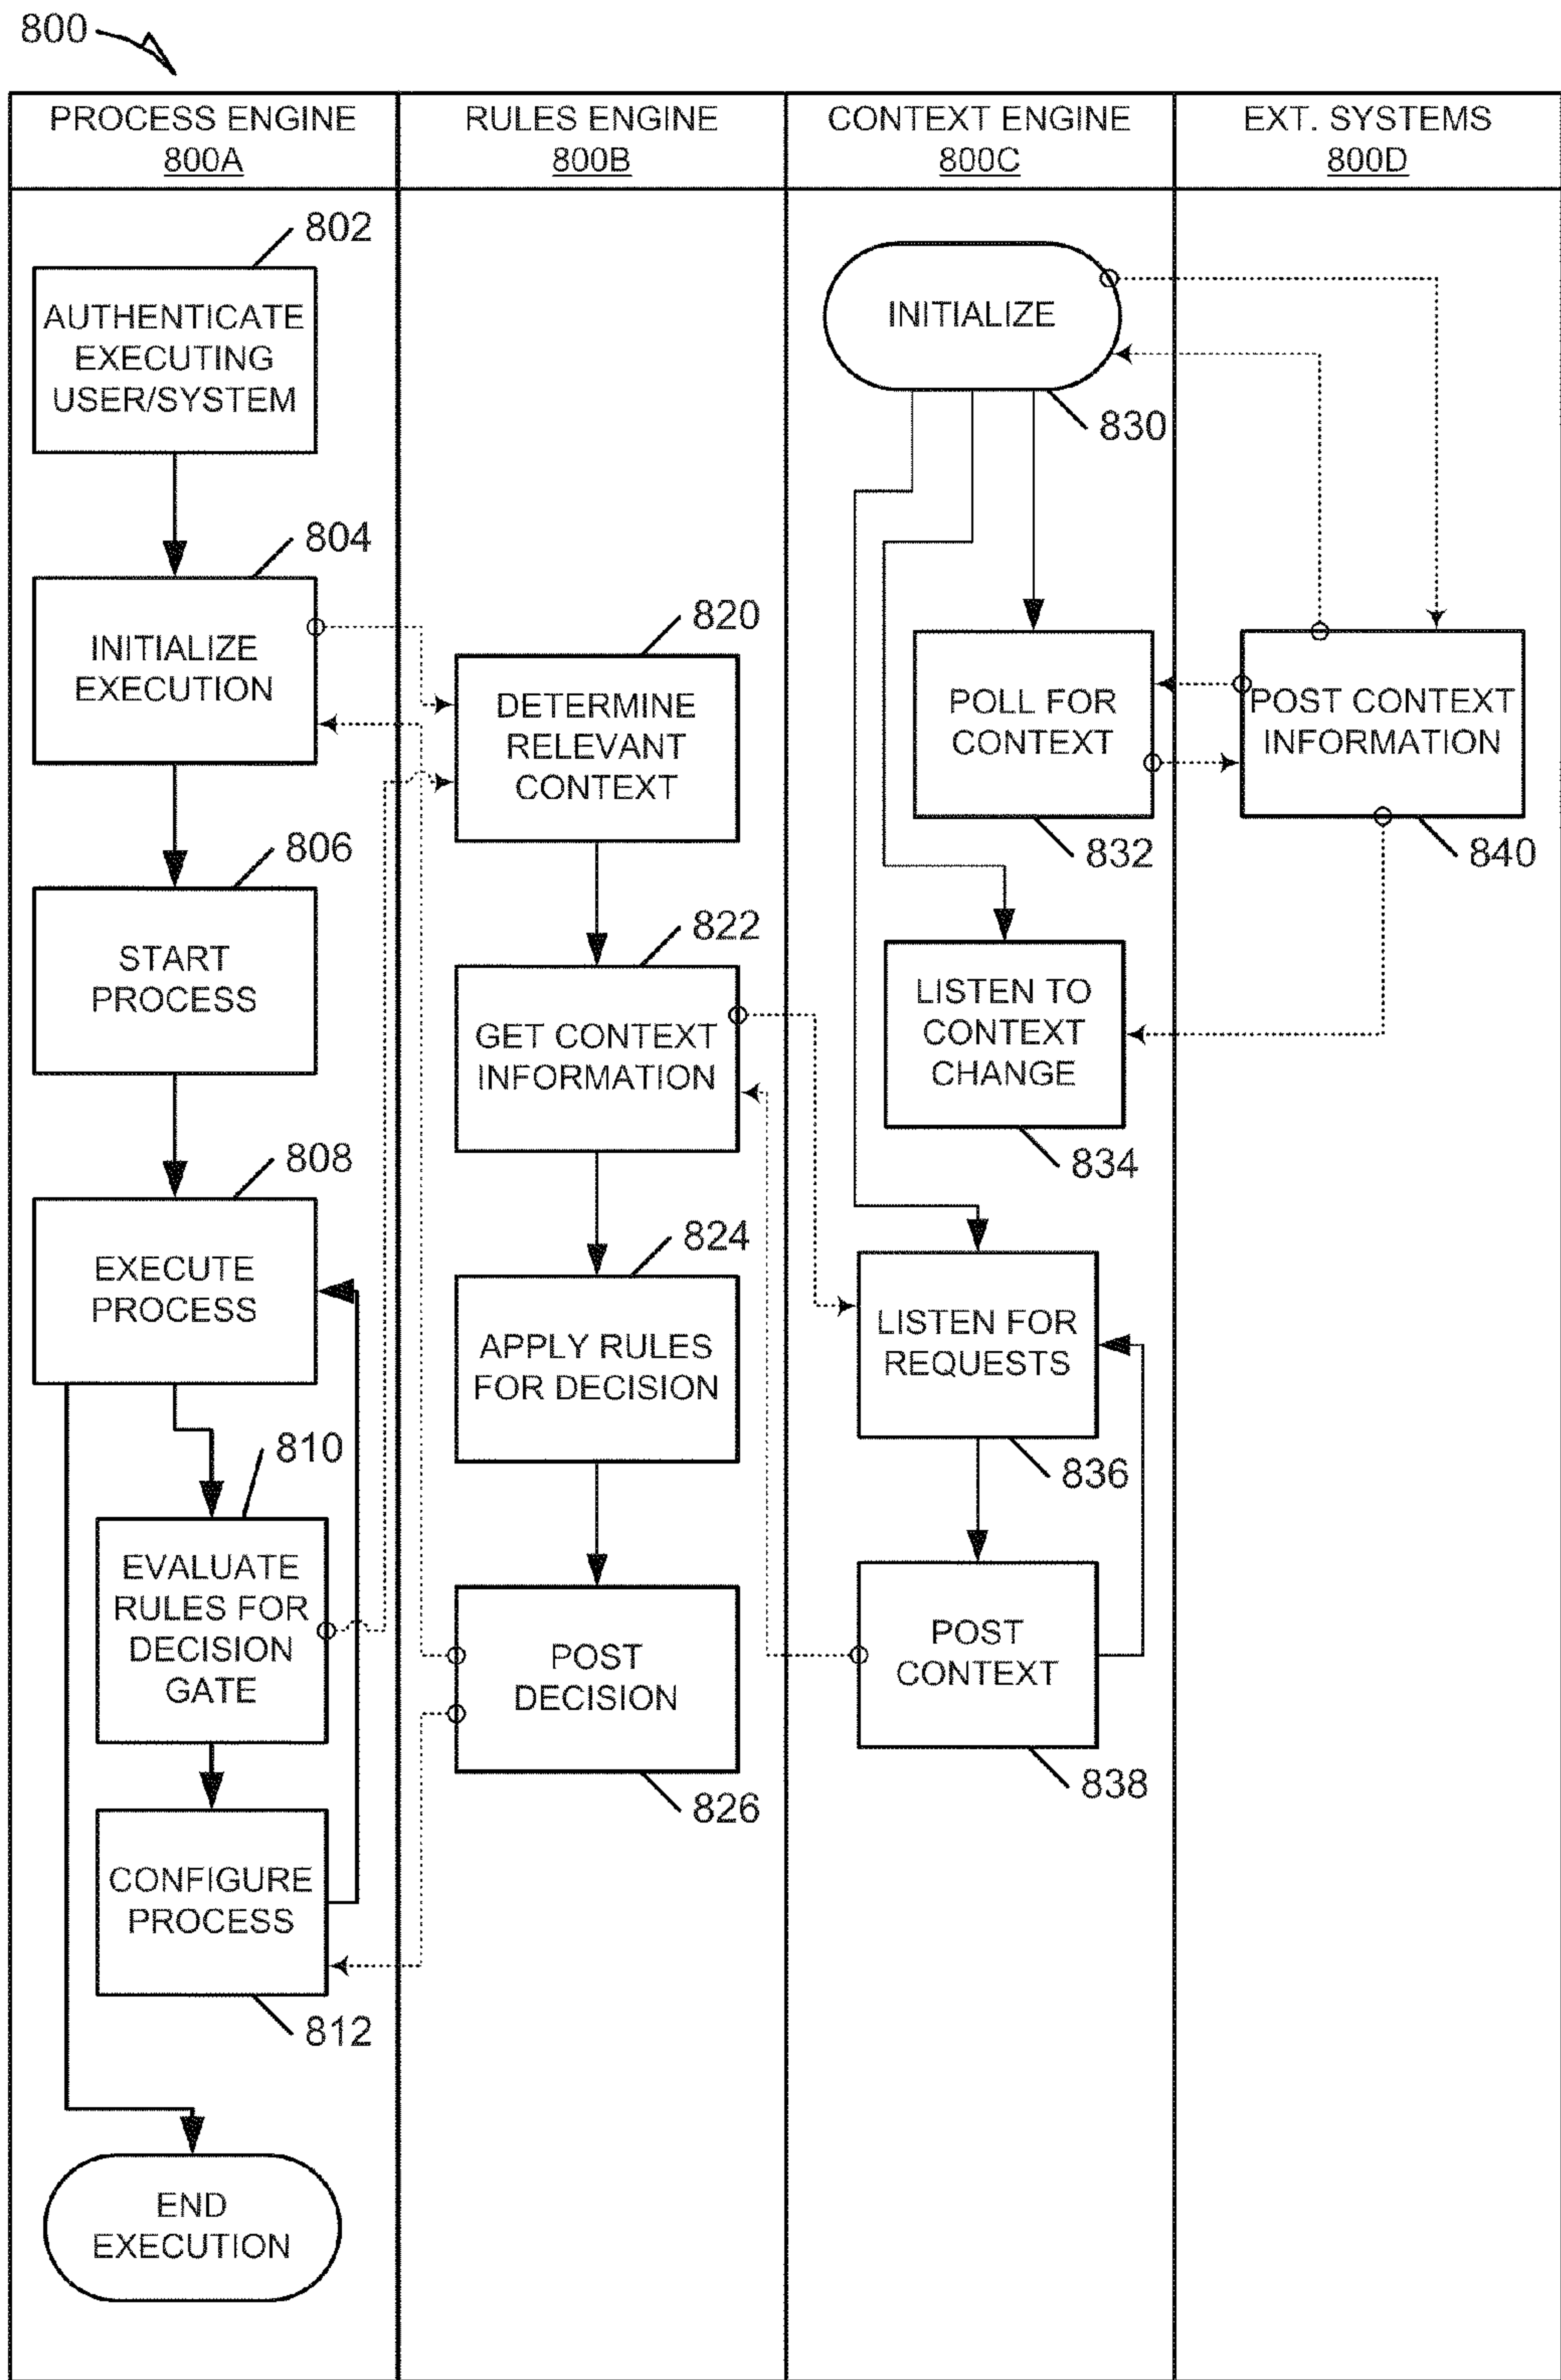 800
PROCESS ENGINE
800A
RULES ENGINE
800B
CONTEXT ENGINE
800C
EXT. SYSTEMS
800D
802
AUTHENTICATE
EXECUTING
USER/SYSTEM
804
INITIALIZE
EXECUTION
806
START
PROCESS
808
EXECUTE
PROCESS
810
EVALUATE
RULES FOR
DECISION
GATE
CONFIGURE
PROCESS
812
END
EXECUTION
820
DETERMINE
RELEVANT
CONTEXT
822
GET CONTEXT
INFORMATION
824
APPLY RULES
FOR DECISION
POST
DECISION
826
INITIALIZE
830
POLL FOR
CONTEXT
832
LISTEN TO
CONTEXT
CHANGE
834
LISTEN FOR
REQUESTS
836
POST
CONTEXT
838
POST CONTEXT
INFORMATION
840